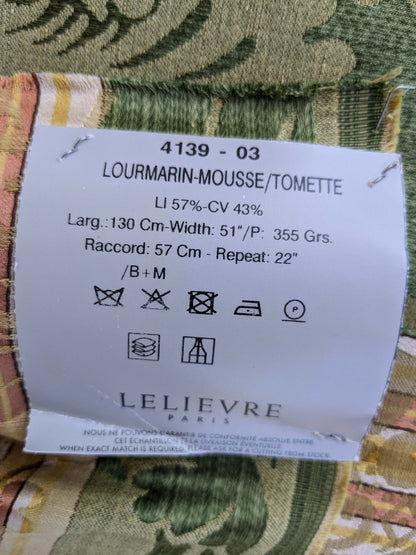 4139 - 03
LOURMARIN-MOUSSE/TOMETTE
LI 57%-CV 43%
Larg.:130 Cm-Width: 51"/P: 355 Grs.
Raccord: 57 Cm - Repeat: 22"
/B+M
P
LELIEVRE
PARIS
NOUS NE POUVONS GARANTIR DE CONFORMITÉ ABSOLUE ENTRE
CET ÉCHANTILLON ET LA LIVRAISON ÉVENTUELLE.
WHEN EXACT MATCH IS REQUIRED, PLEASE ASK FOR A CUTTING FROM STOCK.